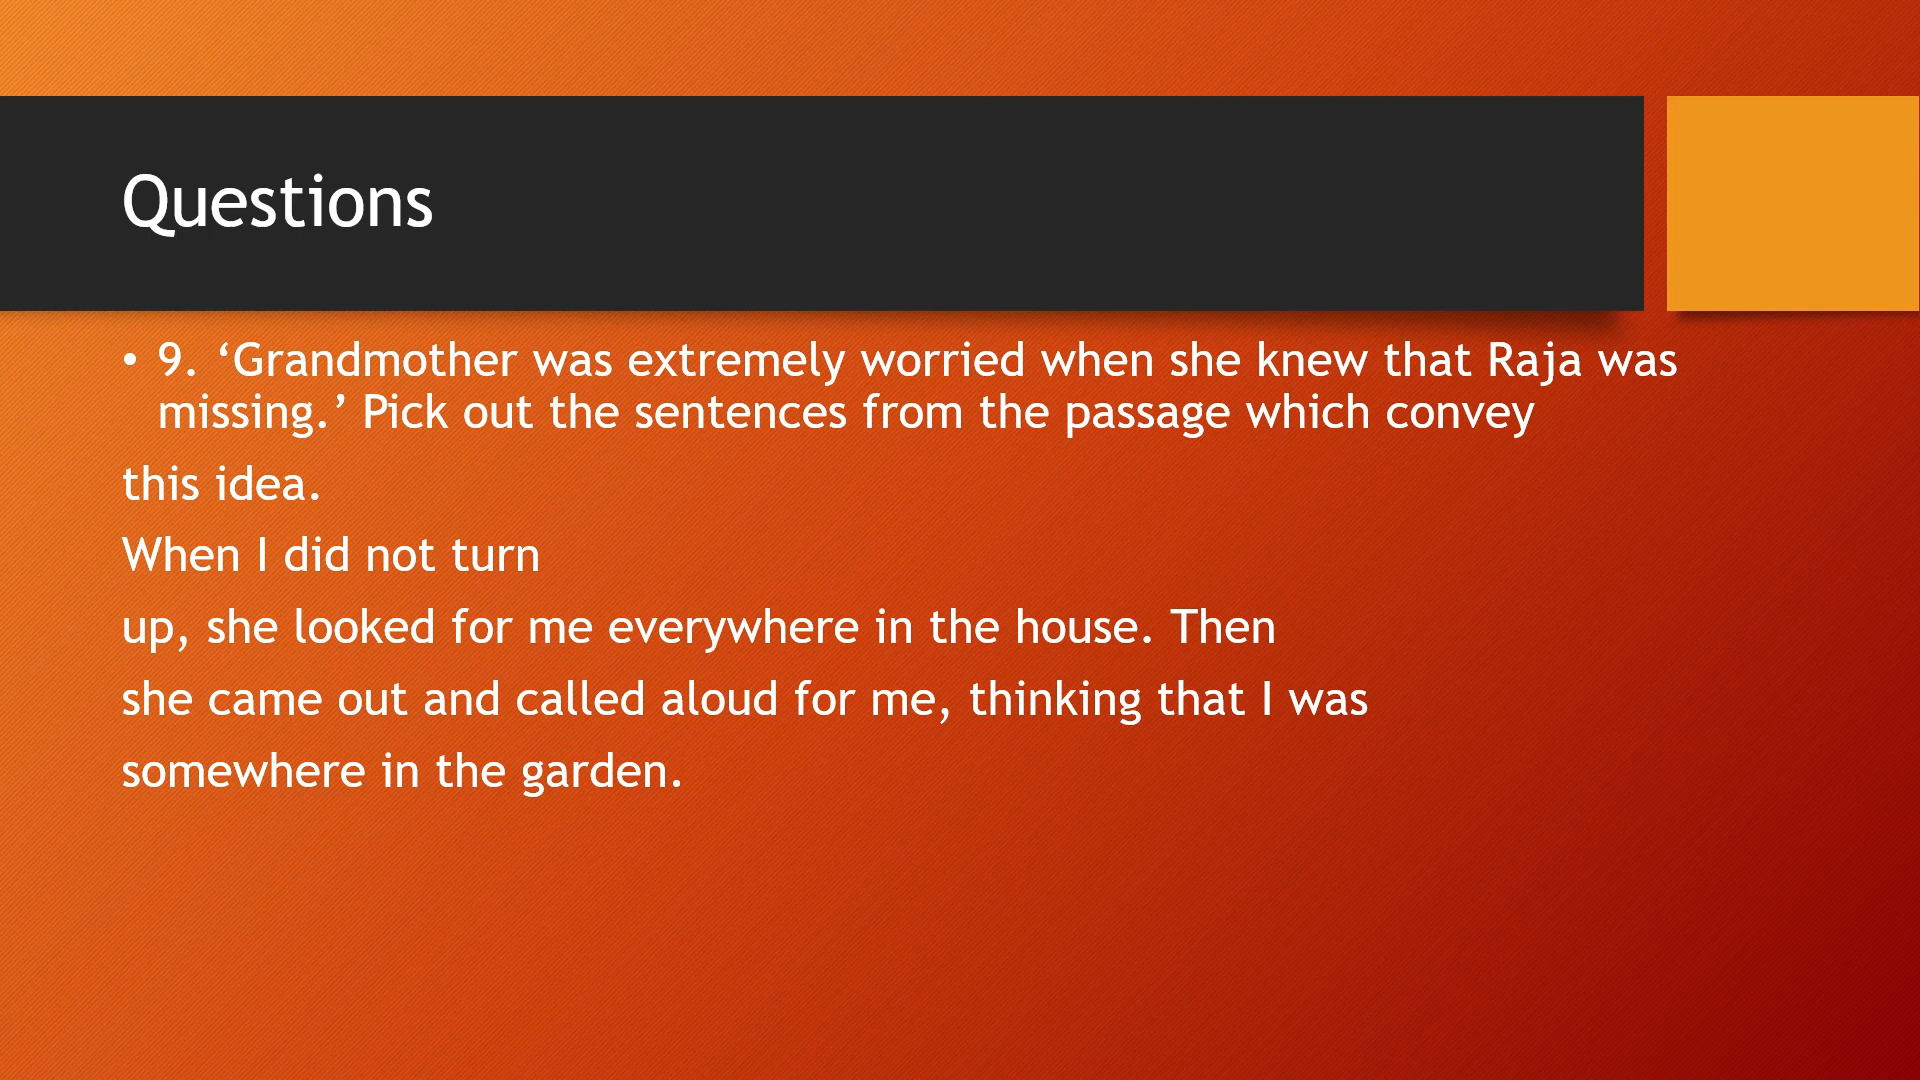 Questions
• 9. ‘Grandmother was extremely worried when she knew that Raja was
missing.’ Pick out the sentences from the passage which convey
this idea.
When I did not turn
up, she looked for me everywhere in the house. Then
she came out and called aloud for me, thinking that I was
somewhere in the garden.